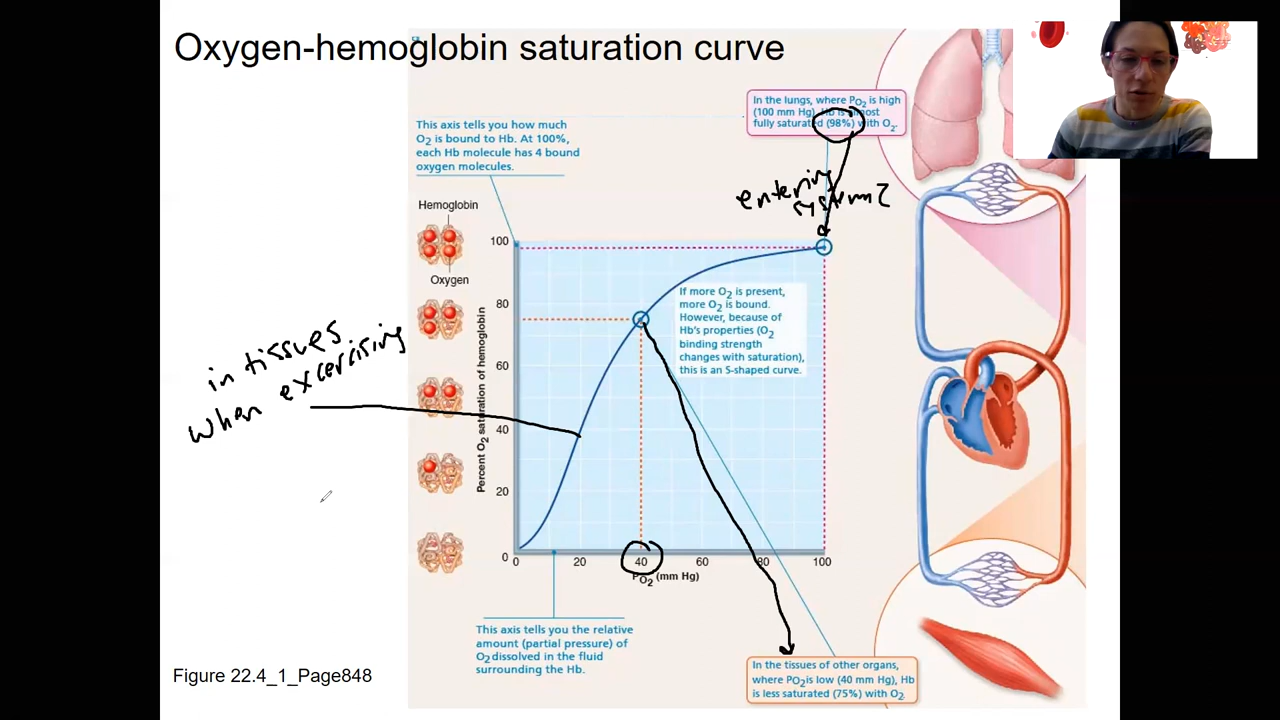 Oxygen-hemoglobin saturation curve
In the lungs, where PO2 is high
(100 mm Hg), Hb is almost
fully saturated (98%) with O2.
This axis tells you how much
O2 is bound to Hb. At 100%,
each Hb molecule has 4 bound
oxygen molecules.
entering
Hemoglobin
Oxygen
100
80
60
40
20
0
Percent O2 saturation of hemoglobin
If more O2 is present,
more O2 is bound.
However, because of
Hb's properties (O2
binding strength
changes with saturation),
this is an S-shaped curve.
in tissues
when excercising
0
20
40
60
80
100
PO2 (mm Hg)
This axis tells you the relative
amount (partial pressure) of
O2 dissolved in the fluid
surrounding the Hb.
In the tissues of other organs,
where PO2 is low (40 mm Hg), Hb
is less saturated (75%) with O2.
Figure 22.4_1_Page848